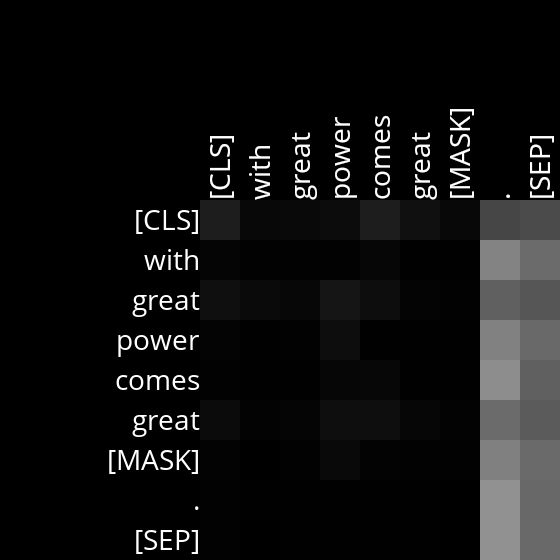 [CLS] with great power comes great [MASK] . [SEP]
[CLS]
with
great
power
comes
great
[MASK]
.
[SEP]